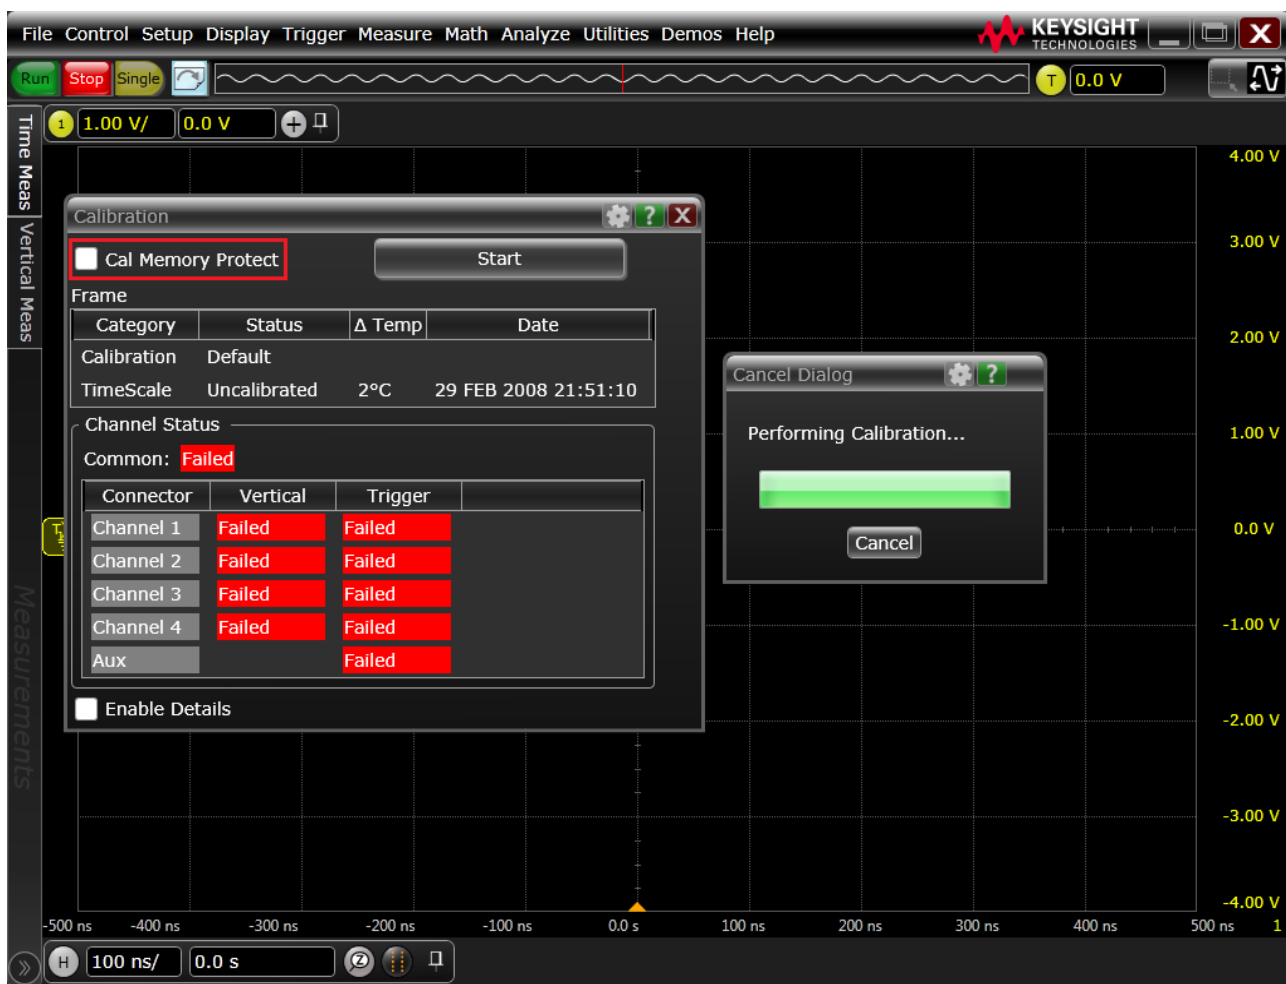 File Control Setup Display Trigger Measure Math Analyze Utilities Demos Help
KEYSIGHT
TECHNOLOGIES
Run Stop Single T 0.0 V
1 1.00 V/ 0.0 V
Time Meas
Vertical Meas
Measurements
4.00 V
3.00 V
2.00 V
1.00 V
0.0 V
-1.00 V
-2.00 V
-3.00 V
-4.00 V
Calibration
Cal Memory Protect Start
Frame
Category Status Δ Temp Date
Calibration Default
TimeScale Uncalibrated 2°C 29 FEB 2008 21:51:10
Channel Status
Common: Failed
Connector Vertical Trigger
Channel 1 Failed Failed
Channel 2 Failed Failed
Channel 3 Failed Failed
Channel 4 Failed Failed
Aux Failed
Enable Details
Cancel Dialog
Performing Calibration...
Cancel
-500 ns -400 ns -300 ns -200 ns -100 ns 0.0 s 100 ns 200 ns 300 ns 400 ns 500 ns 1
H 100 ns/ 0.0 s Z